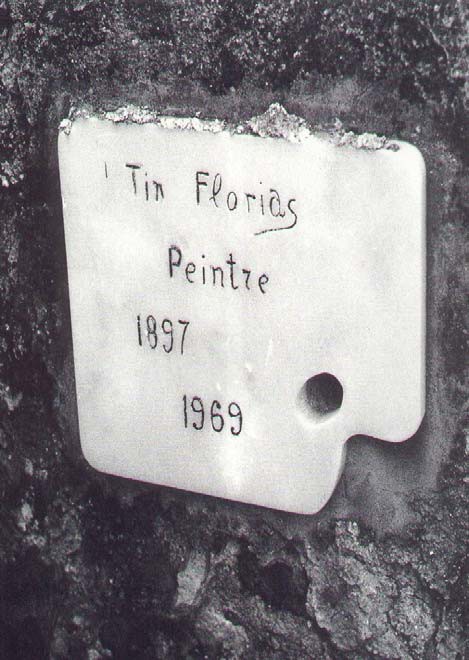 Tin Florias
Peintre
1897
1969